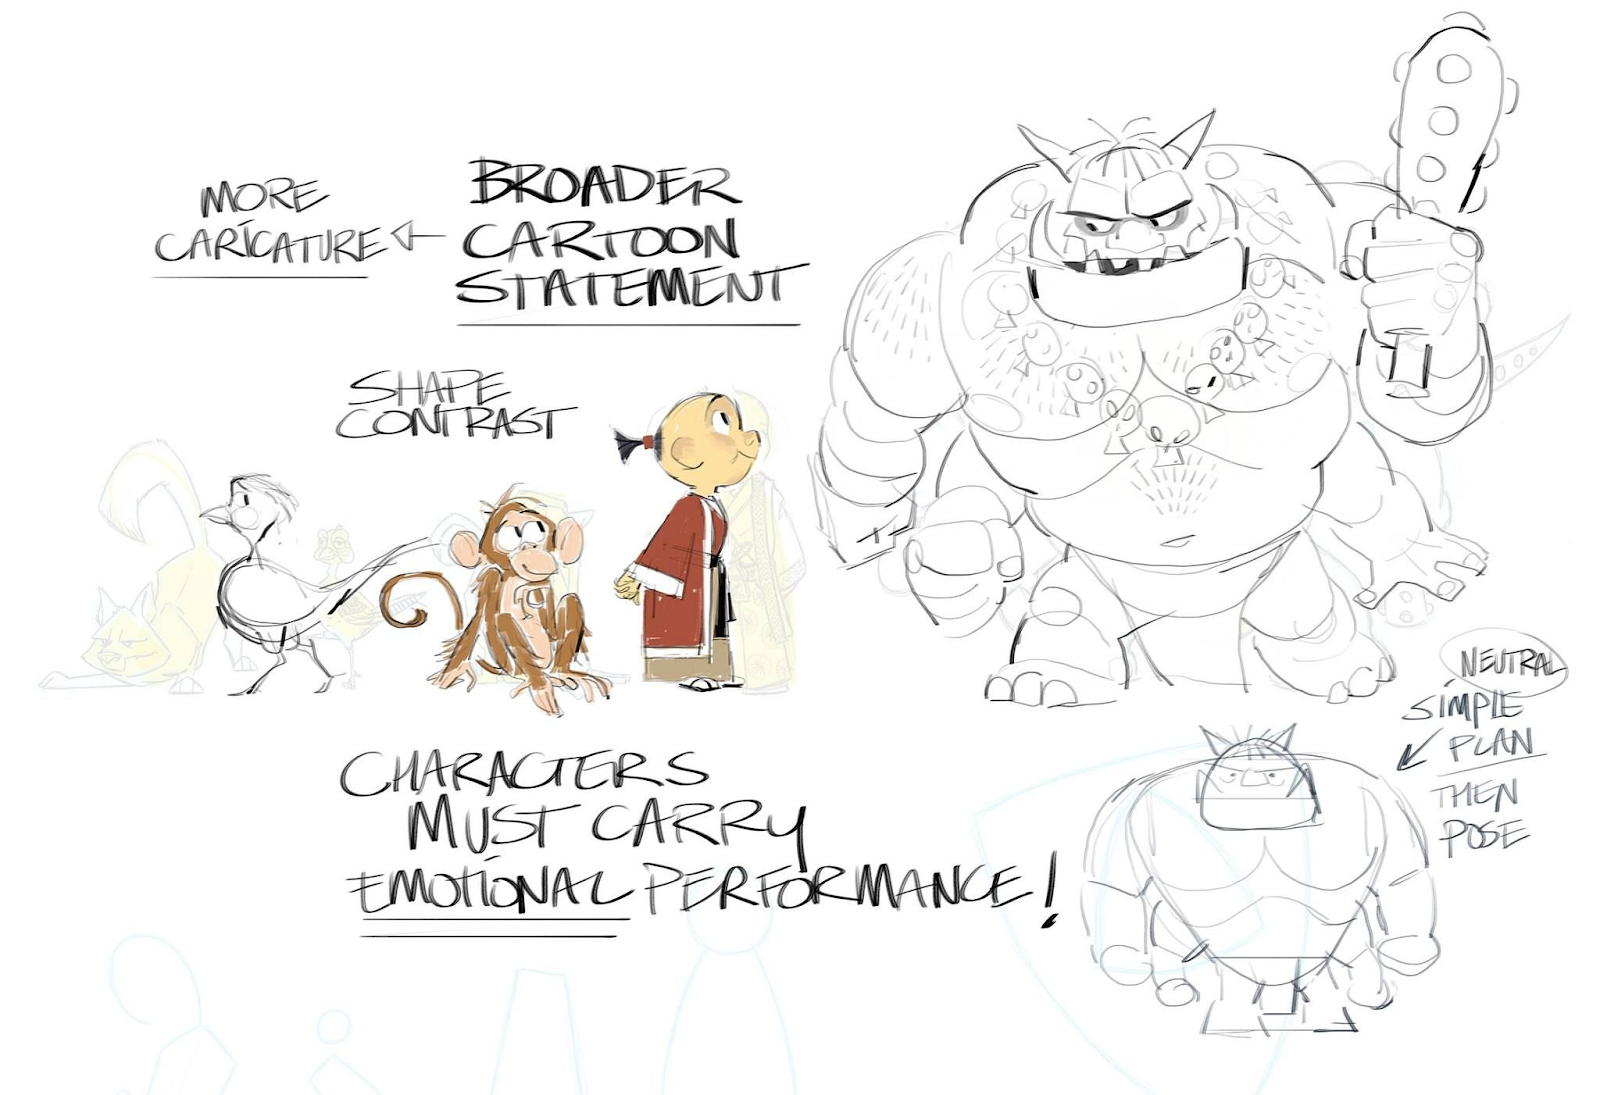 MORE
CARICATURE
BROADER
CARTOON
STATEMENT
SHAPE
CONTRAST
CHARACTERS
MUST CARRY
EMOTIONAL PERFORMANCE!
NEUTRAL
SIMPLE
PLAN
THEN
POSE